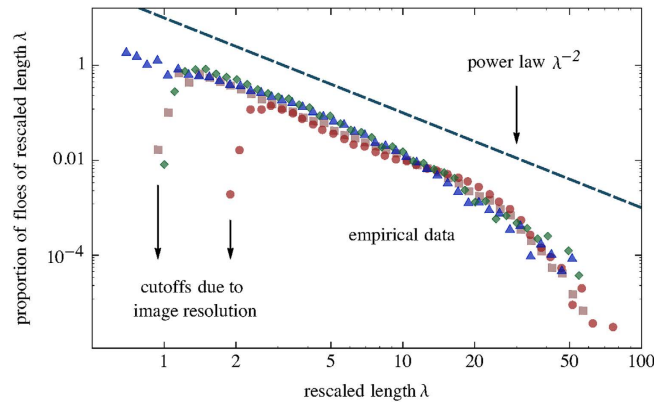 proportion of floes of rescaled length λ
1
0.01
10⁻⁴
power law λ⁻²
empirical data
cutoffs due to
image resolution
1 2 5 10 20 50 100
rescaled length λ